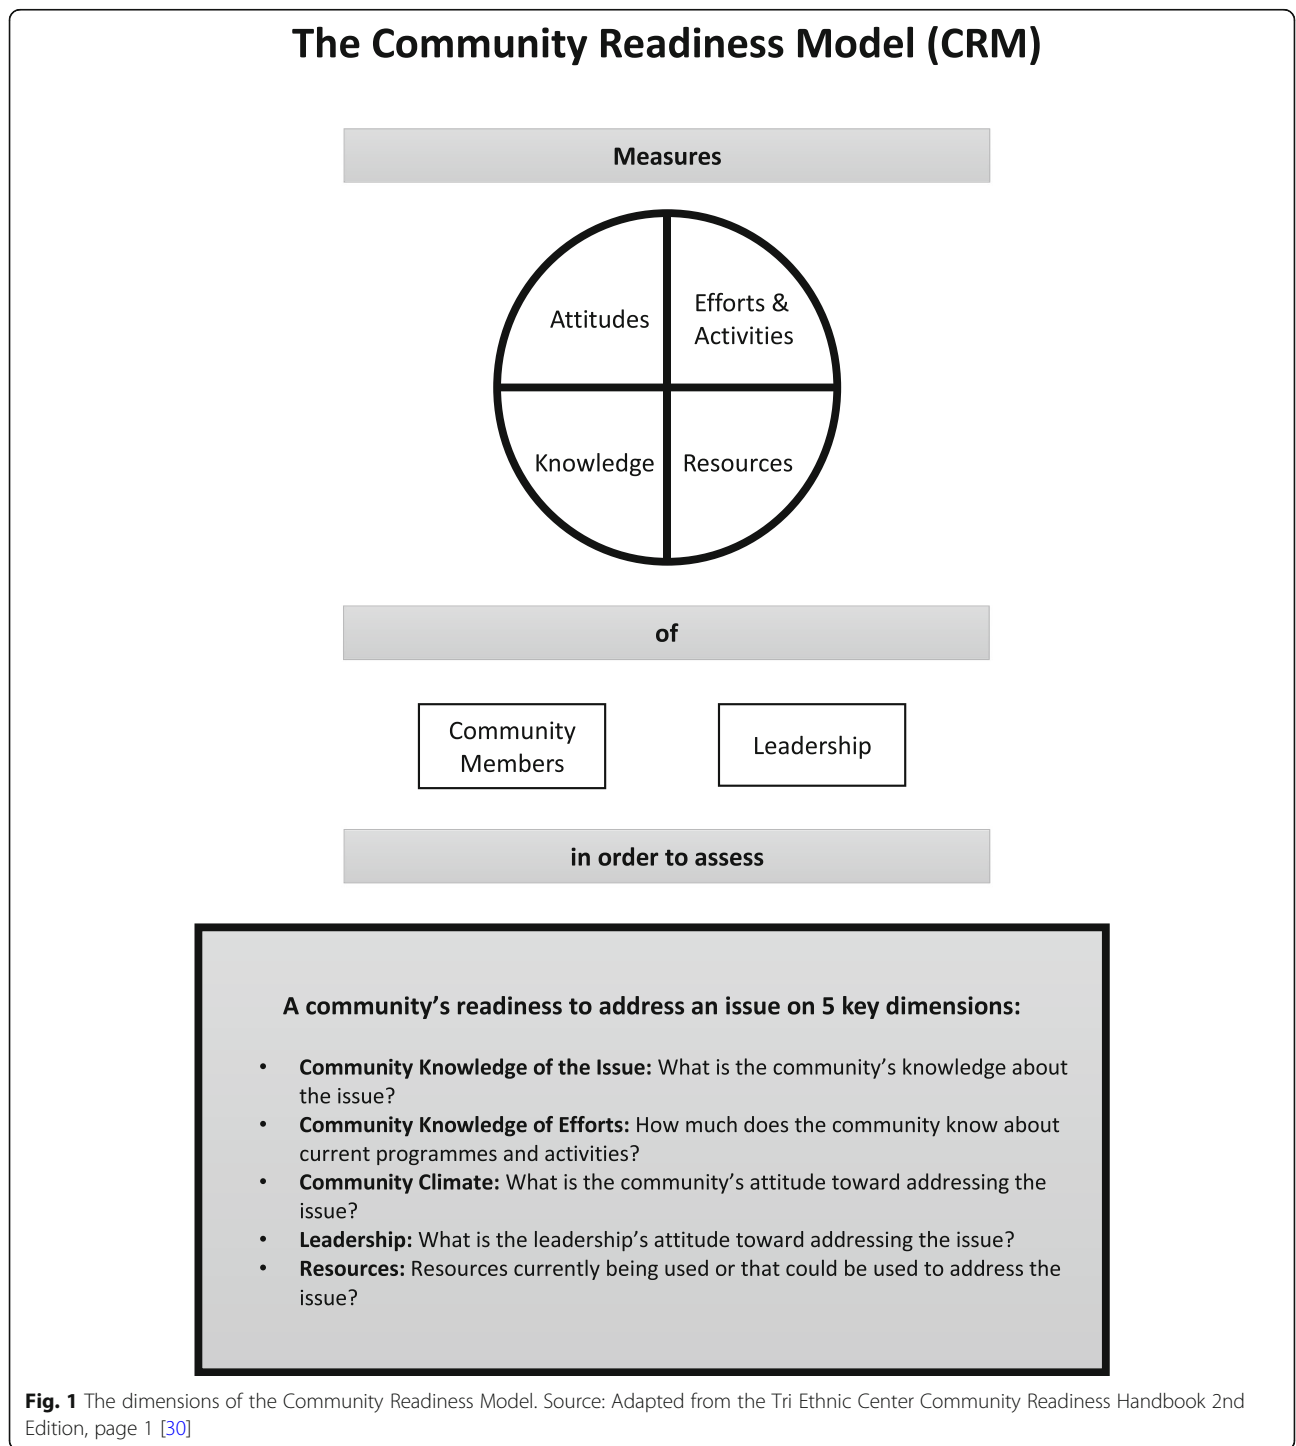 The Community Readiness Model (CRM)
Measures
Attitudes
Efforts &
Activities
Knowledge
Resources
of
Community
Members
Leadership
in order to assess
A community’s readiness to address an issue on 5 key dimensions:
• Community Knowledge of the Issue: What is the community’s knowledge about
the issue?
• Community Knowledge of Efforts: How much does the community know about
current programmes and activities?
• Community Climate: What is the community’s attitude toward addressing the
issue?
• Leadership: What is the leadership’s attitude toward addressing the issue?
• Resources: Resources currently being used or that could be used to address the
issue?
Fig. 1 The dimensions of the Community Readiness Model. Source: Adapted from the Tri Ethnic Center Community Readiness Handbook 2nd
Edition, page 1 [30]